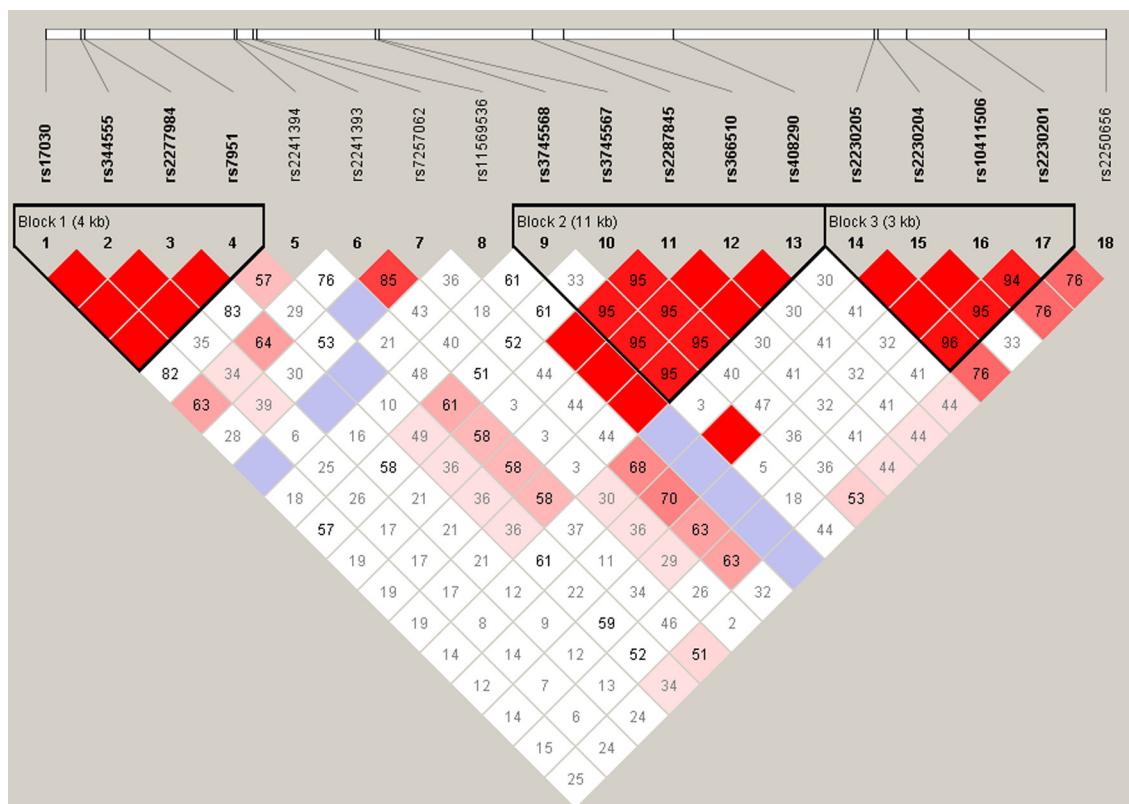 rs17030
rs344555
rs2277984
rs7951
rs2241394
rs2241393
rs7257062
rs11569536
rs3745568
rs3745567
rs2287845
rs366510
rs408290
rs2230205
rs2230204
rs10411506
rs2230201
rs2250656
Block 1 (4 kb) Block 2 (11 kb) Block 3 (3 kb)
1 2 3 4 5 6 7 8 9 10 11 12 13 14 15 16 17 18
57 76 85 36 61 33 95 30 94 76
83 29 43 18 61 95 95 30 41 95 76
35 64 53 21 40 52 95 95 30 41 32 96 33
82 34 30 48 51 44 95 40 41 32 41 76
63 39 10 61 3 44 3 47 32 41 44
28 6 16 49 58 3 44 36 41 44
25 58 36 58 3 68 5 36 44
18 26 21 36 58 30 70 18 53
57 17 21 36 37 36 63 44
19 17 21 61 11 29 63
19 17 12 22 34 26 32
19 8 9 59 46 2
14 14 12 52 51
12 7 13 34
14 6 24
15 24
25